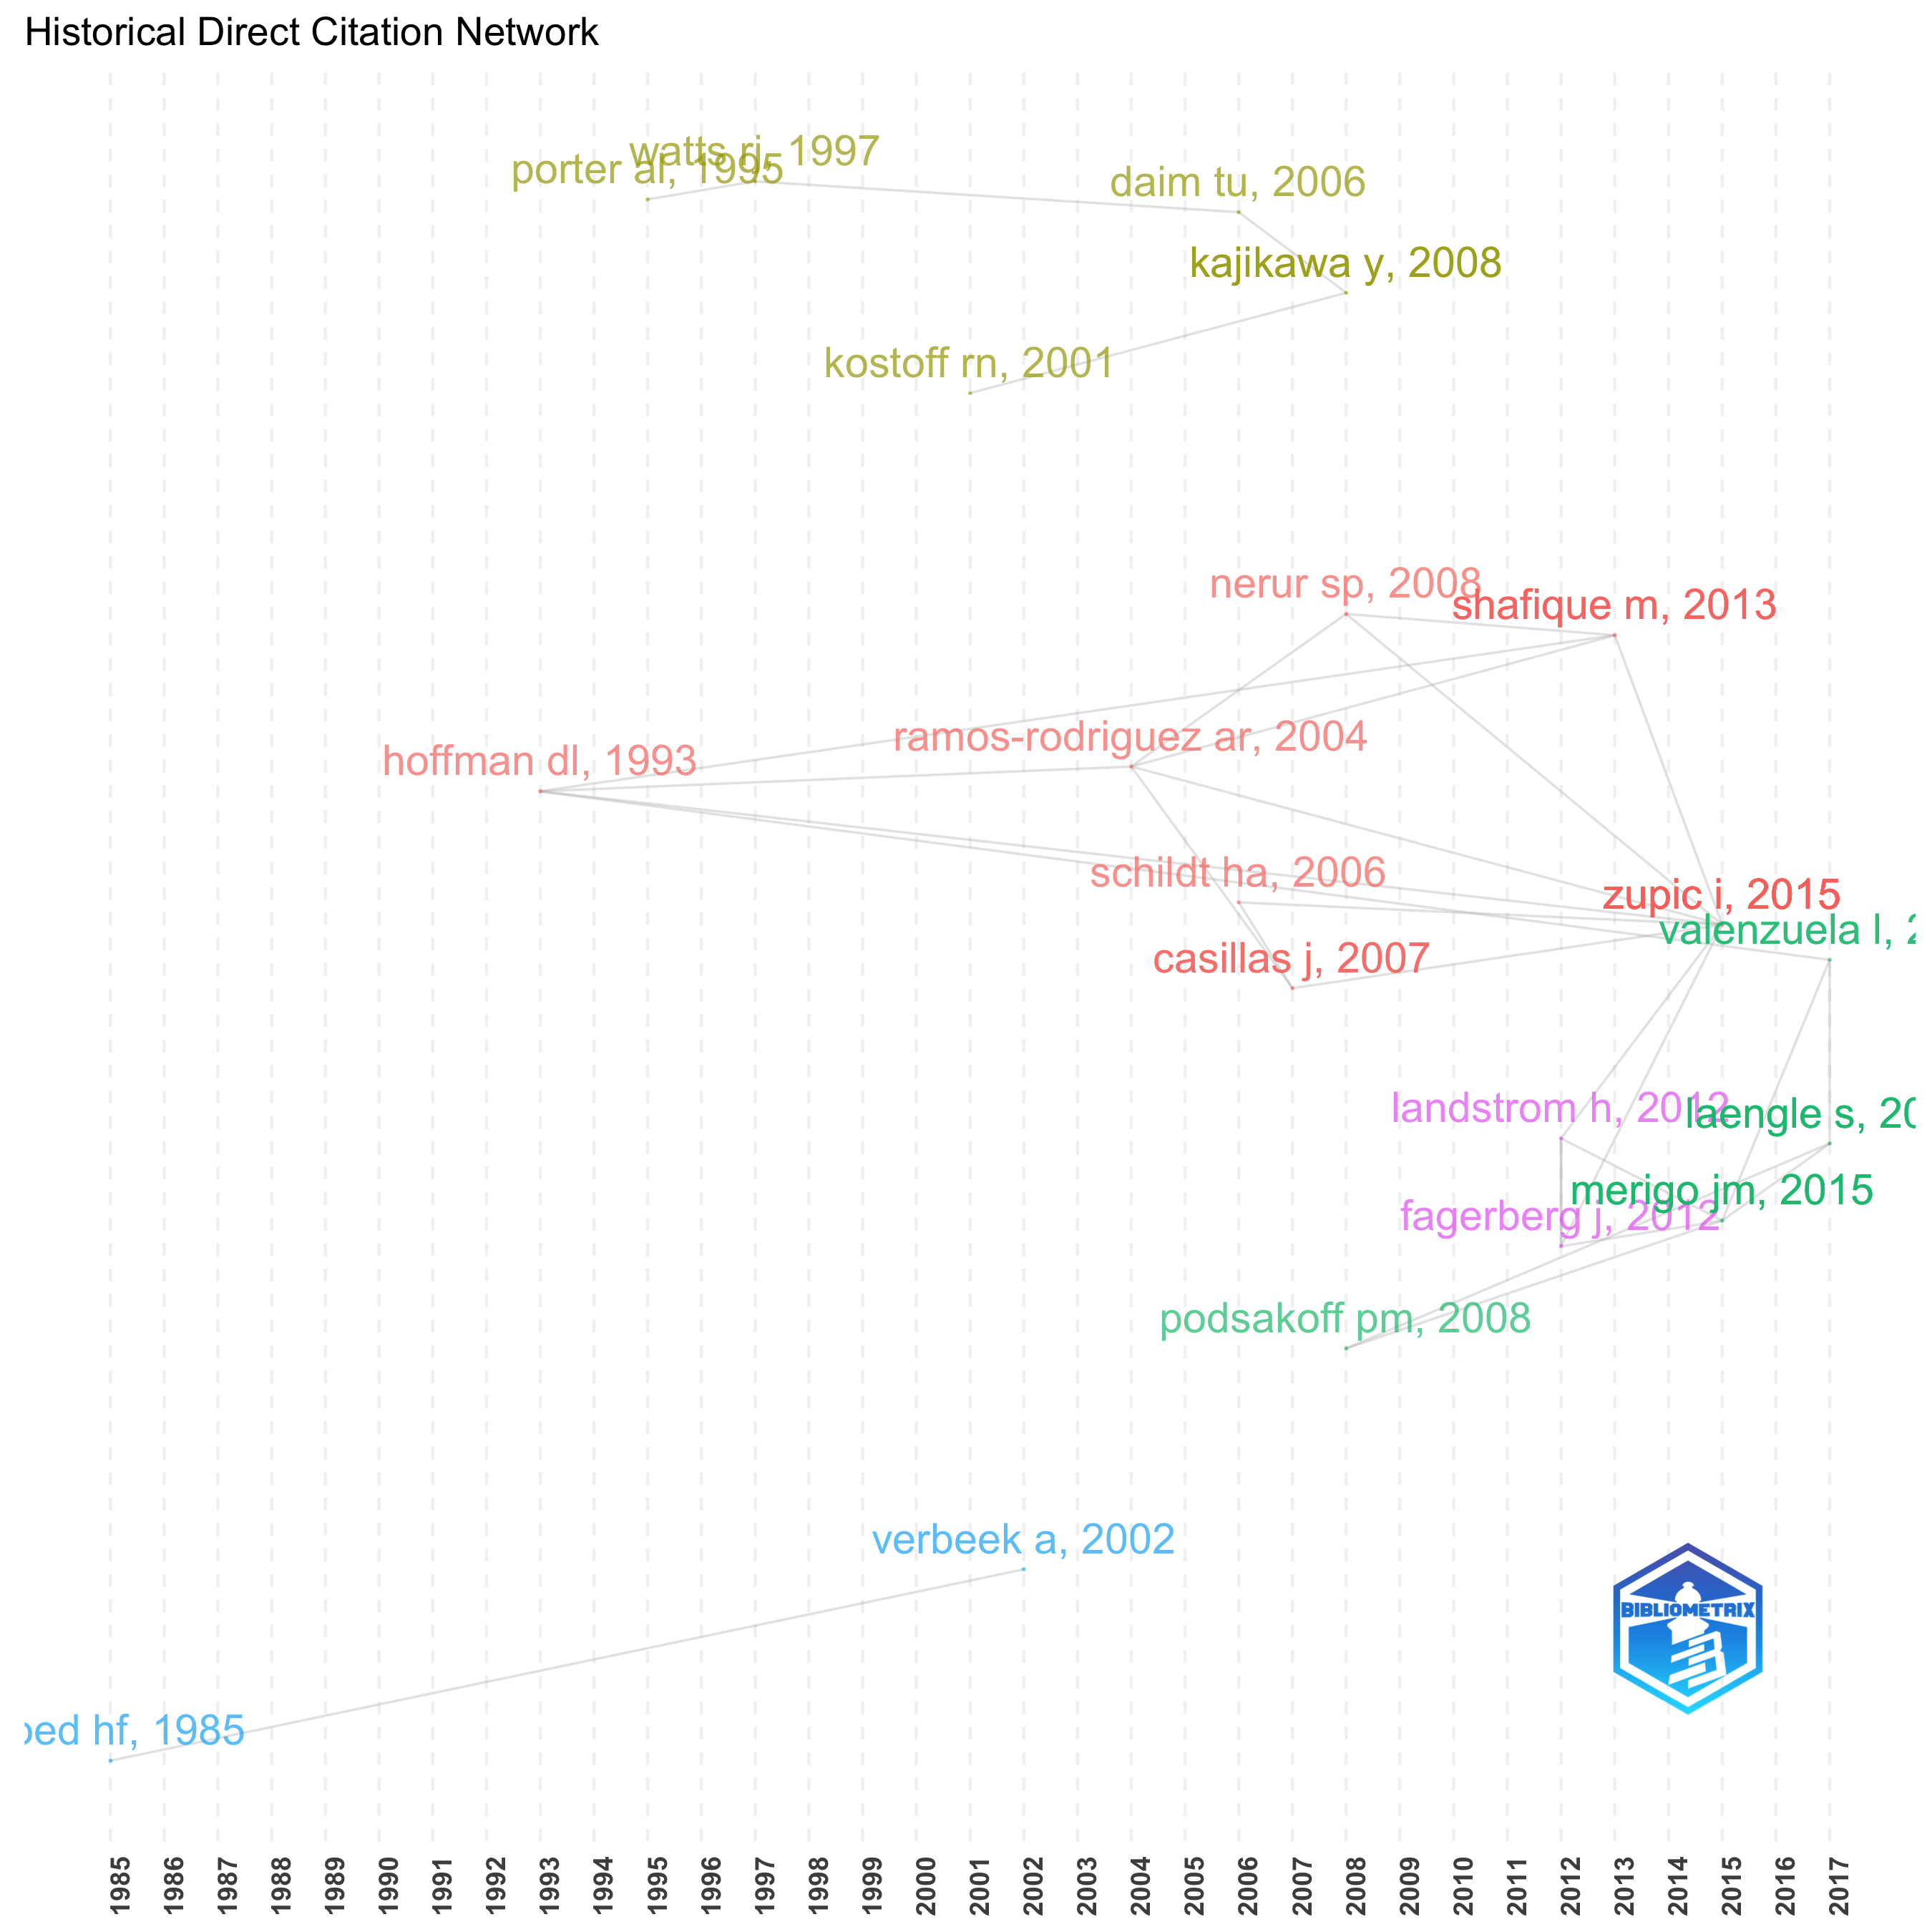 Historical Direct Citation Network
watts rj, 1997
porter al, 1995
daim tu, 2006
kajikawa y, 2008
kostoff rn, 2001
nerur sp, 2008
shafique m, 2013
ramos-rodriguez ar, 2004
hoffman dl, 1993
schildt ha, 2006
zupic i, 2015
valenzuela l, 2
casillas j, 2007
landstrom h, 2012
laengle s, 20
merigo jm, 2015
fagerberg j, 2012
podsakoff pm, 2008
verbeek a, 2002
BIBLIOMETRIX
hf, 1985
1985 1986 1987 1988 1989 1990 1991 1992 1993 1994 1995 1996 1997 1998 1999 2000 2001 2002 2003 2004 2005 2006 2007 2008 2009 2010 2011 2012 2013 2014 2015 2016 2017